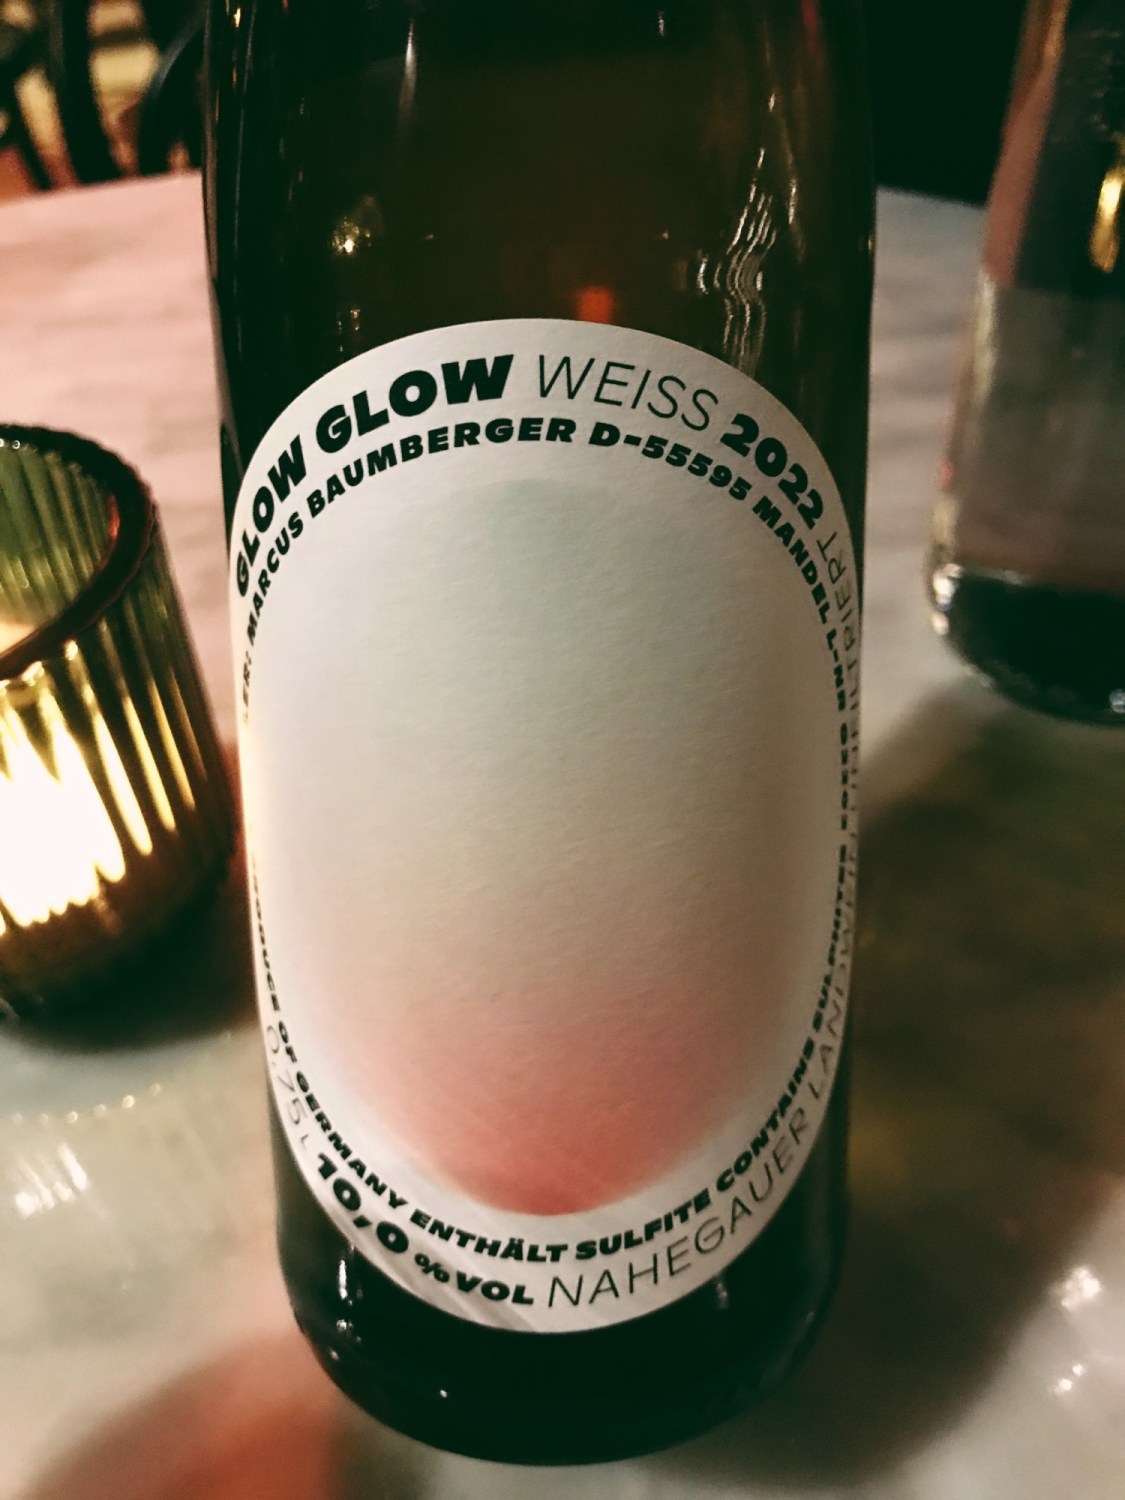 GLOW GLOW WEISS 2022
MARCUS BAUMBERGER D-55595 MANDEL L-NR
OF GERMANY ENTHÄLT SULFITE CONTAINS SULPHITES
0,75 L 10,0 % VOL NAHEGAUER LANDWEIN